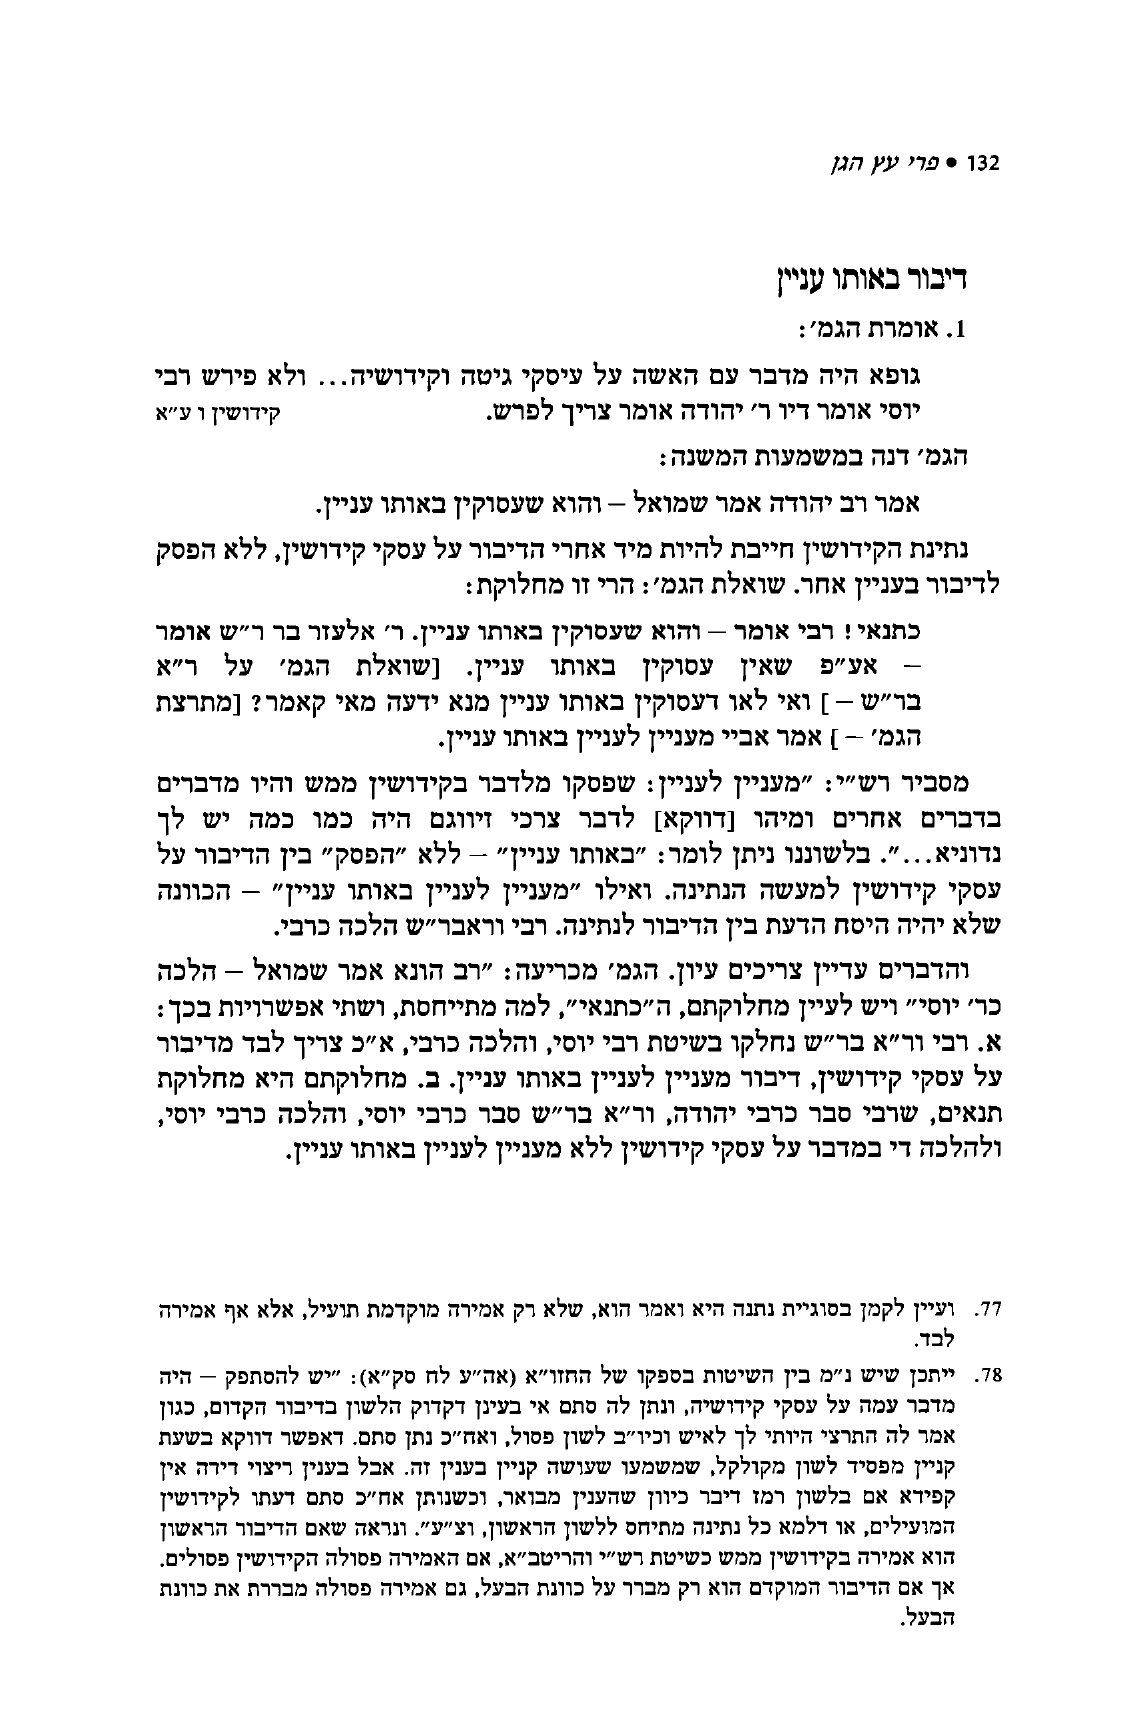 132 • פרי עץ הגן
דיבור באותו עניין
1. אומרת הגמ':
גופא היה מדבר עם האשה על עיסקי גיטה וקידושיה... ולא פירש רבי
יוסי אומר דיו ר' יהודה אומר צריך לפרש. קידושין ו ע"א
הגמ' דנה במשמעות המשנה:
אמר רב יהודה אמר שמואל – והוא שעסוקין באותו עניין.
נתינת הקידושין חייבת להיות מיד אחרי הדיבור על עסקי קידושין, ללא הפסק
לדיבור בעניין אחר. שואלת הגמ': הרי זו מחלוקת:
כתנאי! רבי אומר – והוא שעסוקין באותו עניין. ר' אלעזר בר ר"ש אומר
– אע"פ שאין עסוקין באותו עניין. [שואלת הגמ' על ר"א
בר"ש – ] ואי לאו דעסוקין באותו עניין מנא ידעה מאי קאמר? [מתרצת
הגמ' – ] אמר אביי מעניין לעניין באותו עניין.
מסביר רש"י: "מעניין לעניין: שפסקו מלדבר בקידושין ממש והיו מדברים
בדברים אחרים ומיהו [דווקא] לדבר צרכי זיווגם היה כמו כמה יש לך
נדוניא...". בלשוננו ניתן לומר: "באותו עניין" – ללא "הפסק" בין הדיבור על
עסקי קידושין למעשה הנתינה. ואילו "מעניין לעניין באותו עניין" – הכוונה
שלא יהיה היסח הדעת בין הדיבור לנתינה. רבי וראבר"ש הלכה כרבי.
והדברים עדיין צריכים עיון. הגמ' מכריעה: "רב הונא אמר שמואל – הלכה
כר' יוסי" ויש לעיין מחלוקתם, ה"כתנאי", למה מתייחסת, ושתי אפשרויות בכך:
א. רבי ור"א בר"ש נחלקו בשיטת רבי יוסי, והלכה כרבי, א"כ צריך לבד מדיבור
על עסקי קידושין, דיבור מעניין לעניין באותו עניין. ב. מחלוקתם היא מחלוקת
תנאים, שרבי סבר כרבי יהודה, ור"א בר"ש סבר כרבי יוסי, והלכה כרבי יוסי,
ולהלכה די במדבר על עסקי קידושין ללא מעניין לעניין באותו עניין.
77. ועיין לקמן בסוגיית נתנה היא ואמר הוא, שלא רק אמירה מוקדמת תועיל, אלא אף אמירה
לבד.
78. ייתכן שיש נ"מ בין השיטות בספקו של החזו"א (אה"ע לח סק"א): "יש להסתפק – היה
מדבר עמה על עסקי קידושיה, ונתן לה סתם אי בעינן דקדוק הלשון בדיבור הקדום, כגון
אמר לה התרצי היותי לך לאיש וכיו"ב לשון פסול, ואח"כ נתן סתם. דאפשר דווקא בשעת
קניין מפסיד לשון מקולקל, שמשמעו שעושה קניין בענין זה. אבל בענין ריצוי דידה אין
קפידא אם בלשון רמז דיבר כיוון שהענין מבואר, וכשנותן אח"כ סתם דעתו לקידושין
המועילים, או דלמא כל נתינה מתיחס ללשון הראשון, וצ"ע". ונראה שאם הדיבור הראשון
הוא אמירה בקידושין ממש כשיטת רש"י והריטב"א, אם האמירה פסולה הקידושין פסולים.
אך אם הדיבור המוקדם הוא רק מברר על כוונת הבעל, גם אמירה פסולה מבררת את כוונת
הבעל.